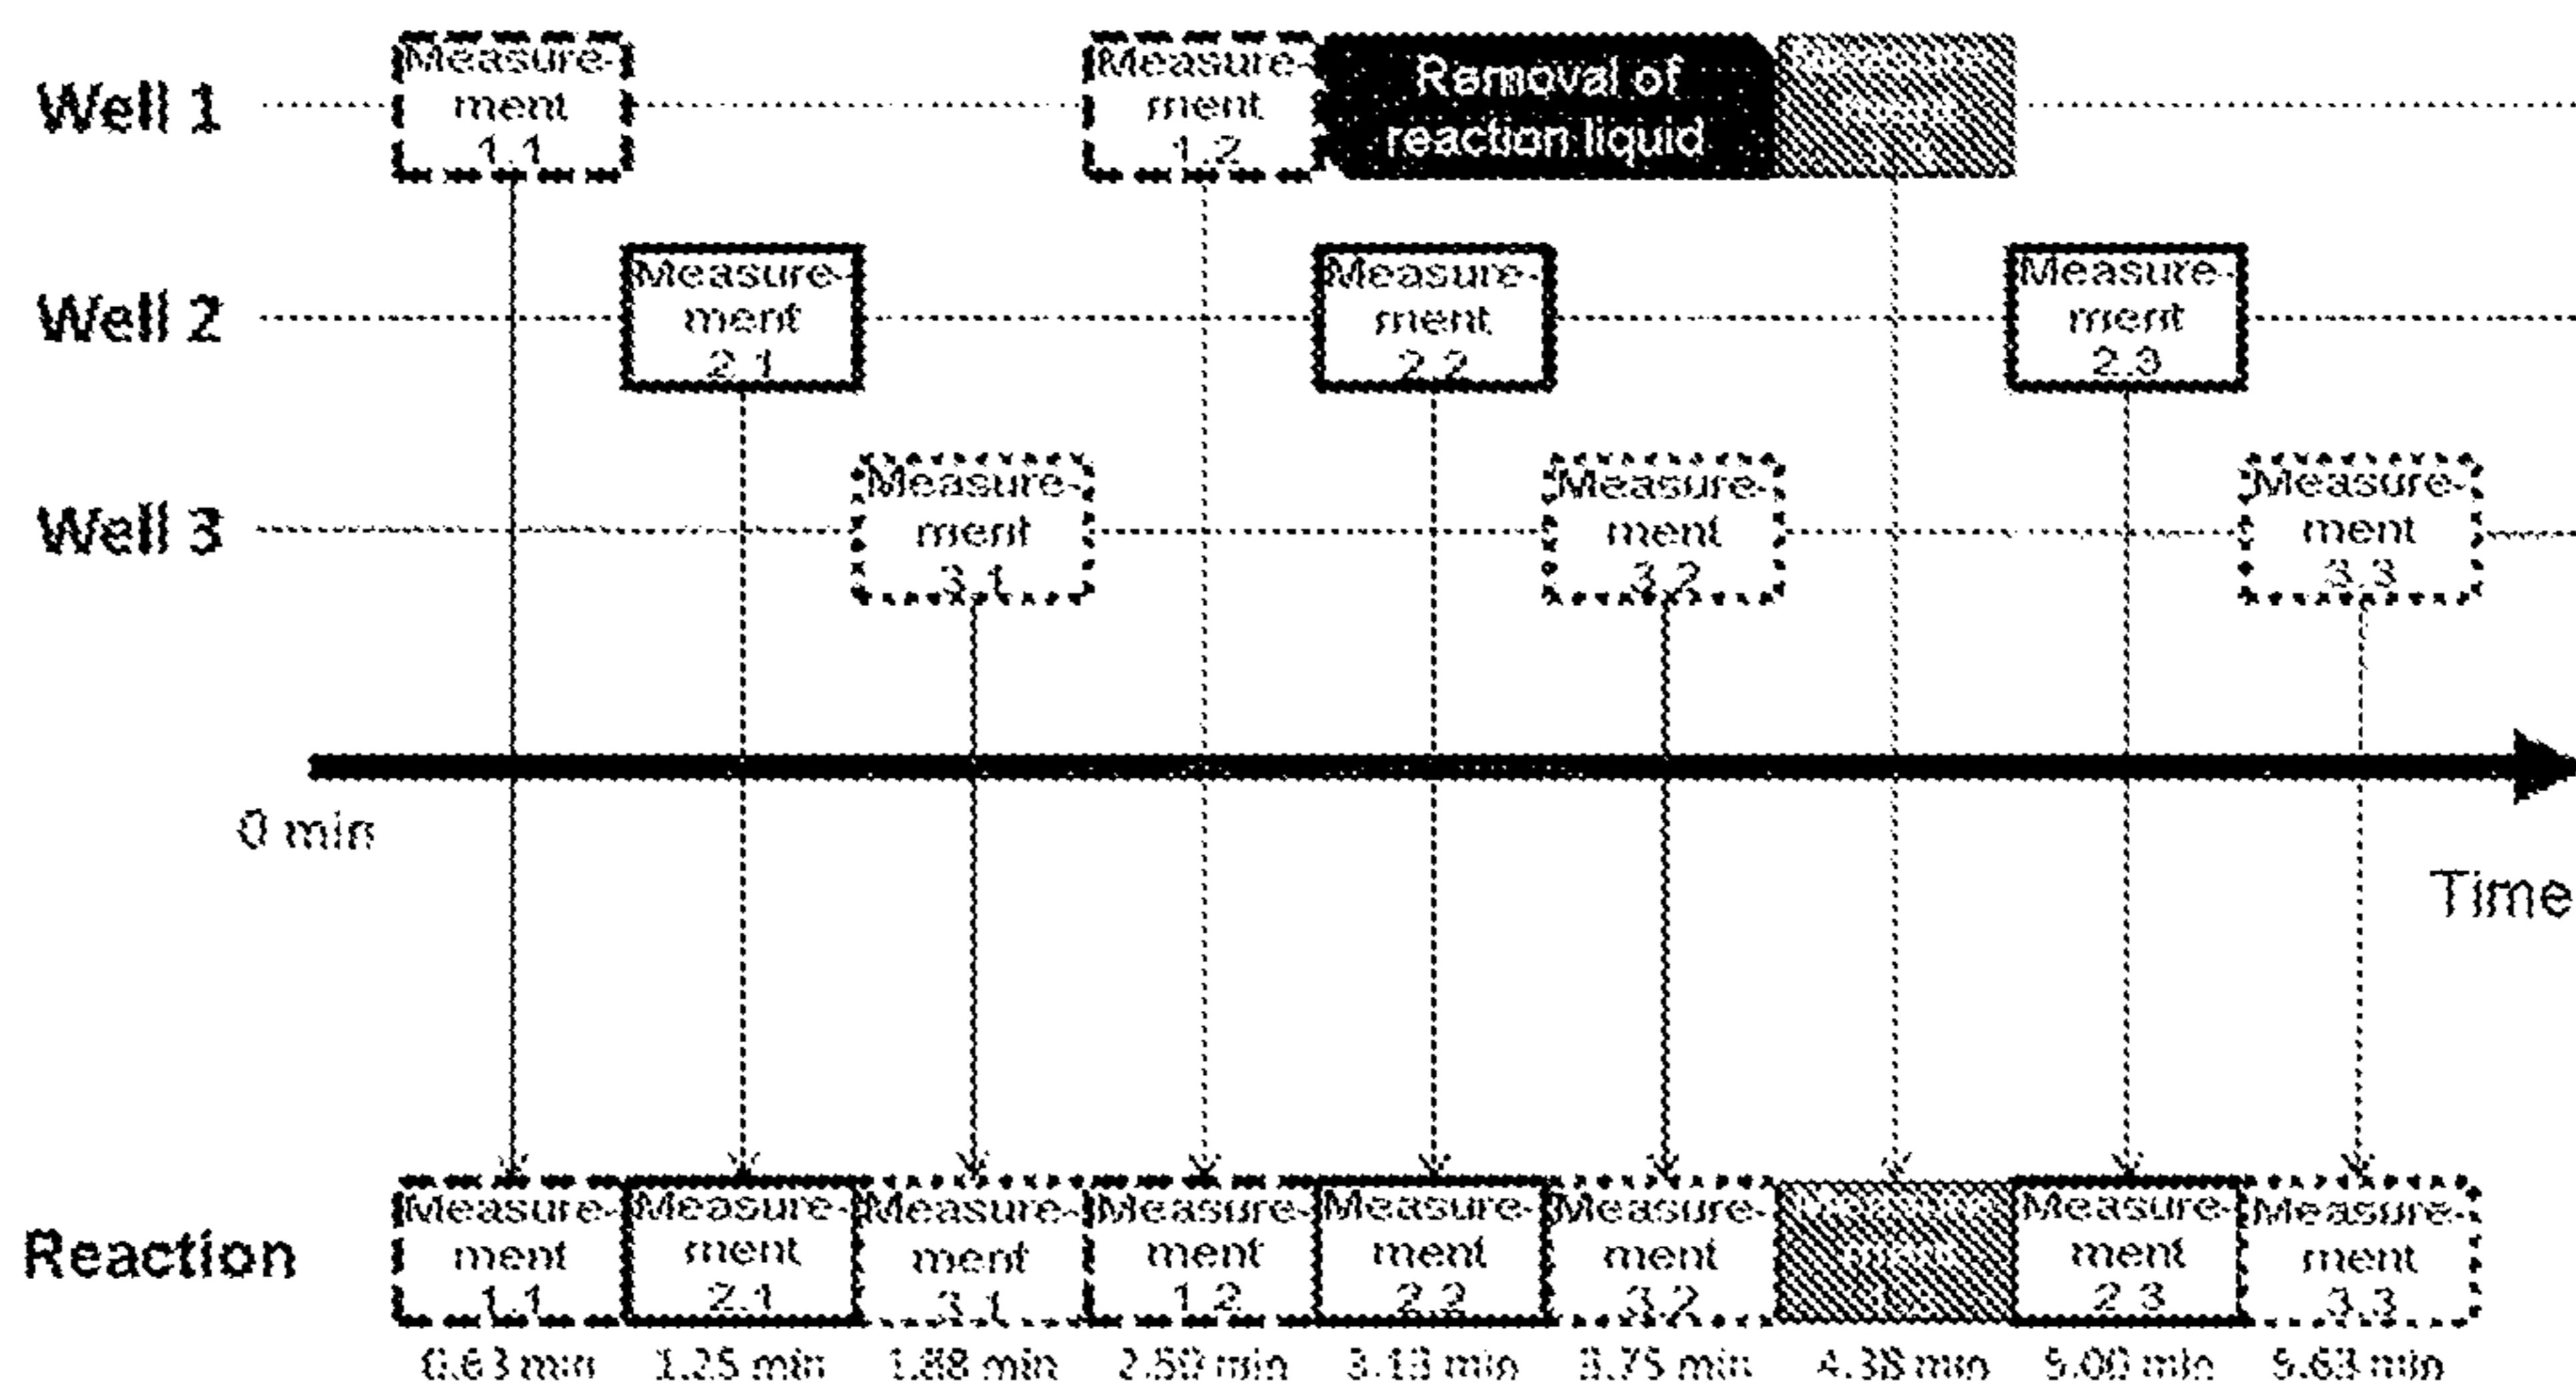 Well 1
Measure-
ment
1.1
Measure-
ment
1.2
Removal of
reaction liquid
Well 2
Measure-
ment
2.1
Measure-
ment
2.2
Measure-
ment
2.3
Well 3
Measure-
ment
3.1
Measure-
ment
3.2
Measure-
ment
3.3
0 min
Time
Reaction
Measure-
ment
1.1
Measure-
ment
2.1
Measure-
ment
3.1
Measure-
ment
1.2
Measure-
ment
2.2
Measure-
ment
3.2
Measure-
ment
2.3
Measure-
ment
3.3
0.63 min 1.25 min 1.88 min 2.50 min 3.13 min 3.75 min 4.38 min 5.00 min 5.63 min